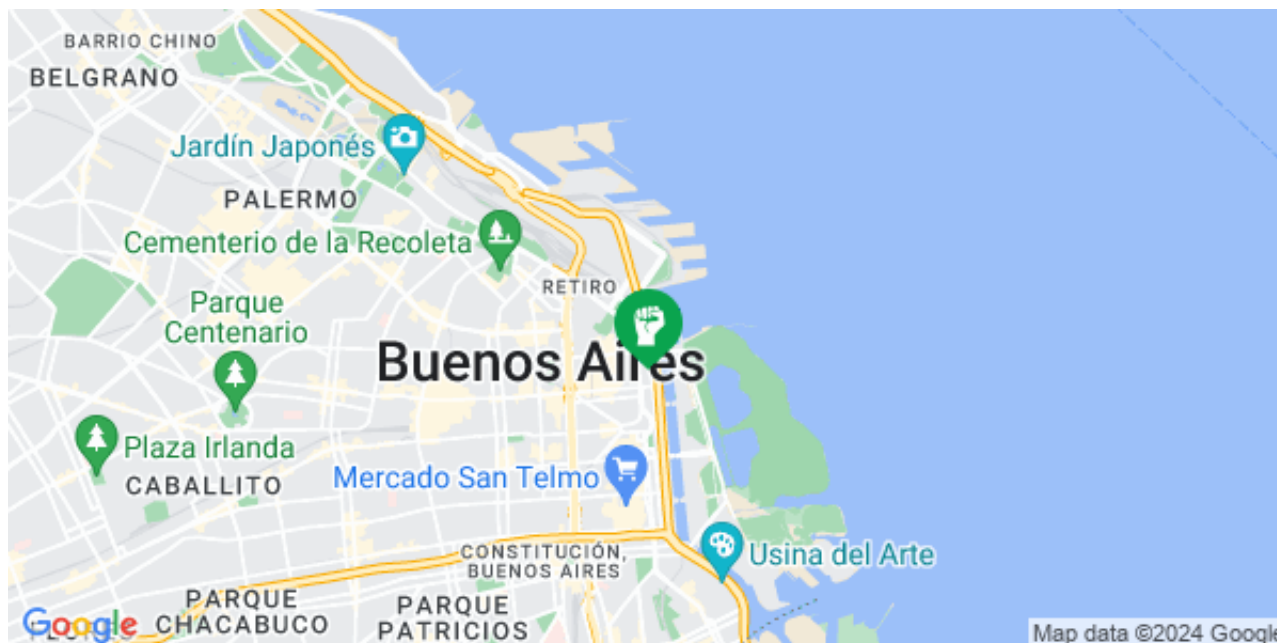 BARRIO CHINO
BELGRANO
Jardín Japonés
PALERMO
Cementerio de la Recoleta
RETIRO
Parque
Centenario
Buenos Aires
Plaza Irlanda
CABALLITO
Mercado San Telmo
CONSTITUCIÓN,
BUENOS AIRES
Usina del Arte
PARQUE
CHACABUCO
PARQUE
PATRICIOS
Google
Map data ©2024 Google